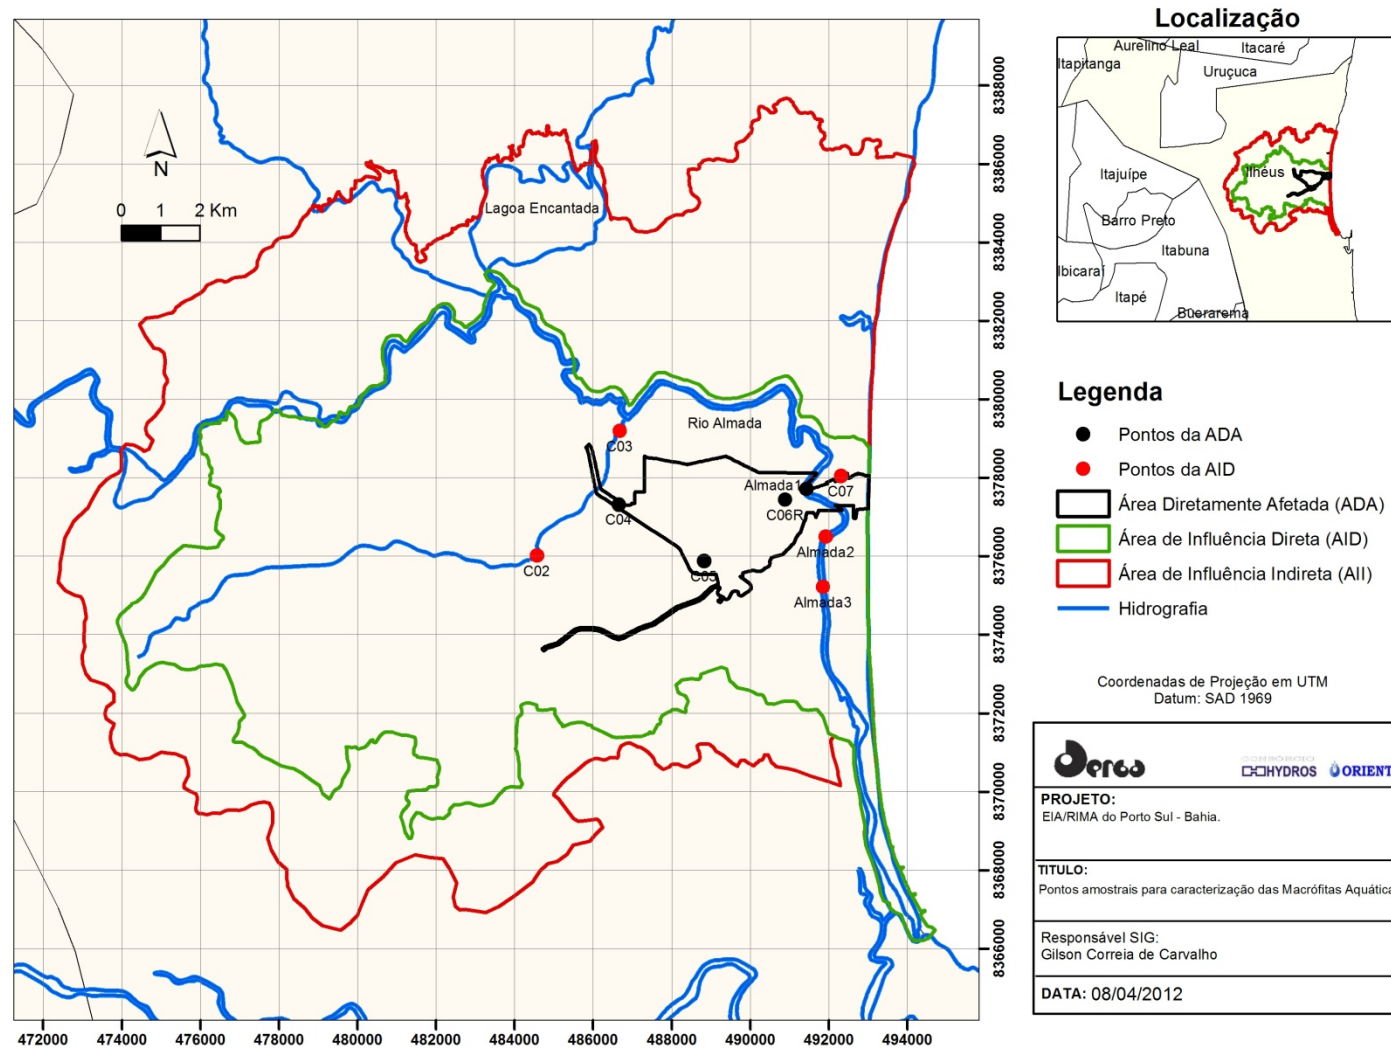 Localização
Aurelino Leal
Itacaré
Itapitanga
Uruçuca
Itajuípe
Ilhéus
Barro Preto
Itabuna
Ibicaraí
Itapé
Buerarema
N
0 1 2 Km
Lagoa Encantada
Rio Almada
C03
Almada1
C07
C04
C06R
Almada2
C02
C05
Almada3
8388000
8386000
8384000
8382000
8380000
8378000
8376000
8374000
8372000
8370000
8368000
8366000
472000 474000 476000 478000 480000 482000 484000 486000 488000 490000 492000 494000
Legenda
Pontos da ADA
Pontos da AID
Área Diretamente Afetada (ADA)
Área de Influência Direta (AID)
Área de Influência Indireta (AII)
Hidrografia
Coordenadas de Projeção em UTM
Datum: SAD 1969
Derba
CONSÓRCIO
HYDROS ORIENT
PROJETO:
EIA/RIMA do Porto Sul - Bahia.
TITULO:
Pontos amostrais para caracterização das Macrófitas Aquática
Responsável SIG:
Gilson Correia de Carvalho
DATA: 08/04/2012